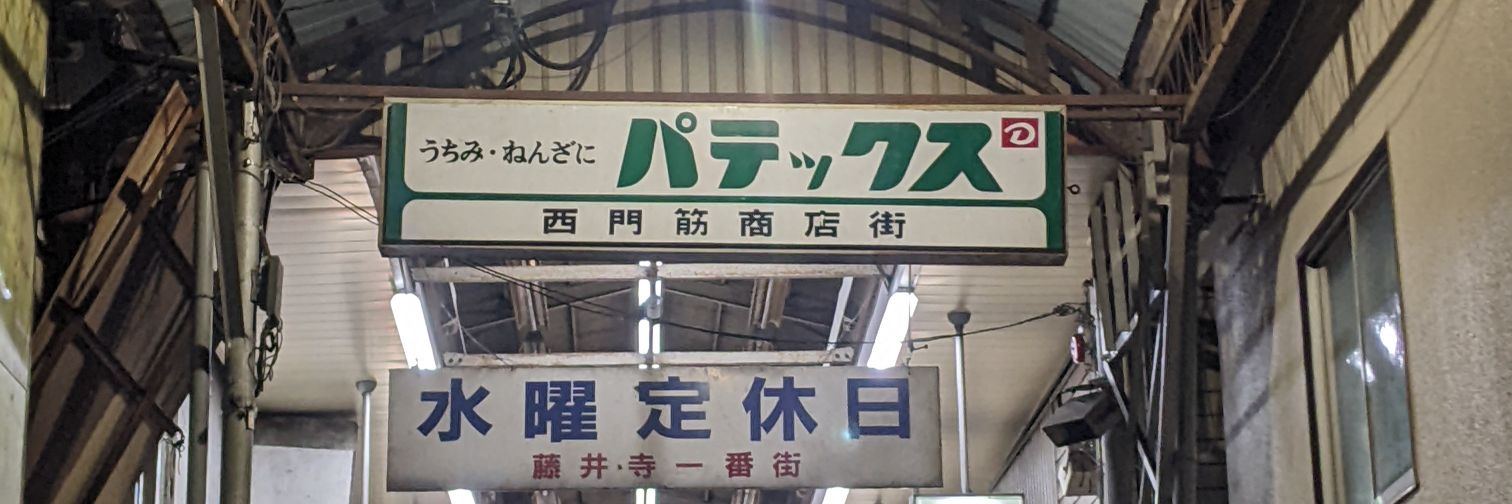 うちみ・ねんざに パテックス D
西門筋商店街
水曜定休日
藤井寺一番街